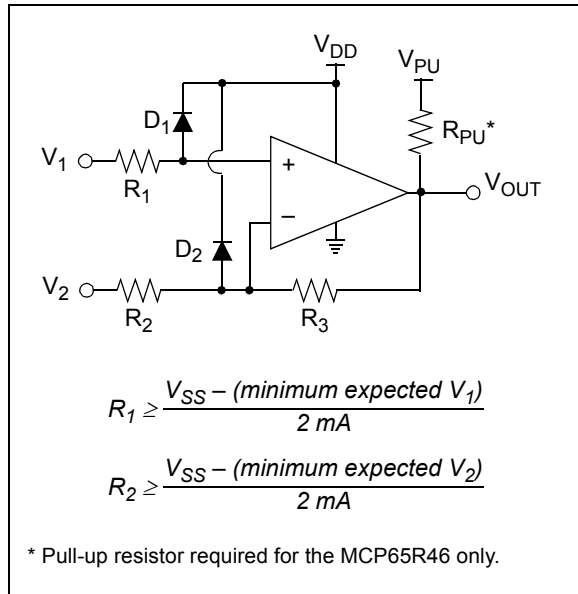 V_DD
V_PU
D_1
R_PU*
V_1
+
V_OUT
R_1
−
D_2
V_2
R_2
R_3
R_1 ≥ V_SS – (minimum expected V_1) / 2 mA
R_2 ≥ V_SS – (minimum expected V_2) / 2 mA
* Pull-up resistor required for the MCP65R46 only.